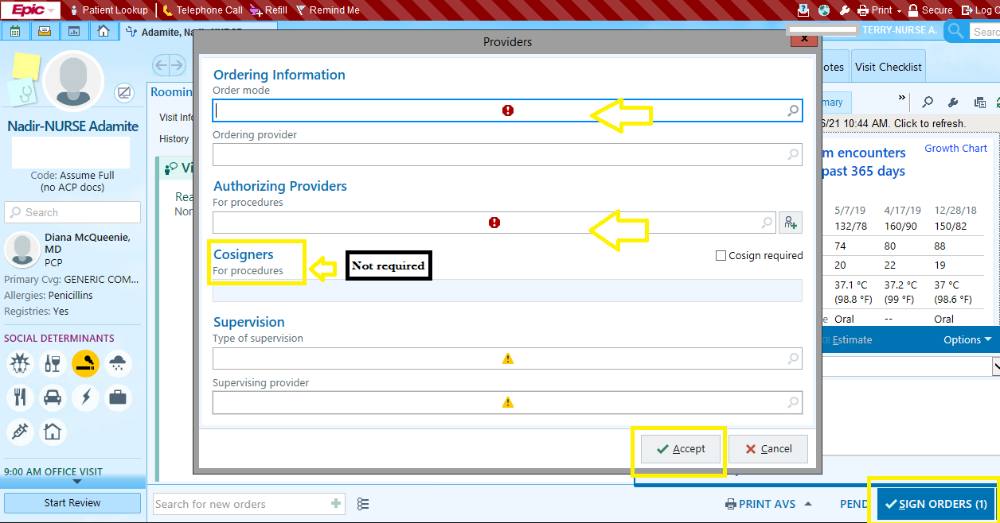 Epic
Patient Lookup
Telephone Call
Refill
Remind Me
Print
Secure
Log O
Adamite, Na
TERRY-NURSE A.
Searc
Nadir-NURSE Adamite
Code: Assume Full
(no ACP docs)
Search
Diana McQueenie,
MD
PCP
Primary Cvg: GENERIC COM...
Allergies: Penicillins
Registries: Yes
SOCIAL DETERMINANTS
9:00 AM OFFICE VISIT
Start Review
Roomin
Visit Info
History
Vi
Rea
Non
Providers
x
Ordering Information
Order mode
Ordering provider
Authorizing Providers
For procedures
Cosigners
For procedures
Not required
Cosign required
Supervision
Type of supervision
Supervising provider
Accept
Cancel
otes
Visit Checklist
mary
»
6/21 10:44 AM. Click to refresh.
m encounters
past 365 days
Growth Chart
5/7/19 4/17/19 12/28/18
132/78 160/90 150/82
74 80 88
20 22 19
37.1 °C 37.2 °C 37 °C
(98.8 °F) (99 °F) (98.6 °F)
e Oral -- Oral
Estimate
Options
Search for new orders
PRINT AVS
PEND
SIGN ORDERS (1)